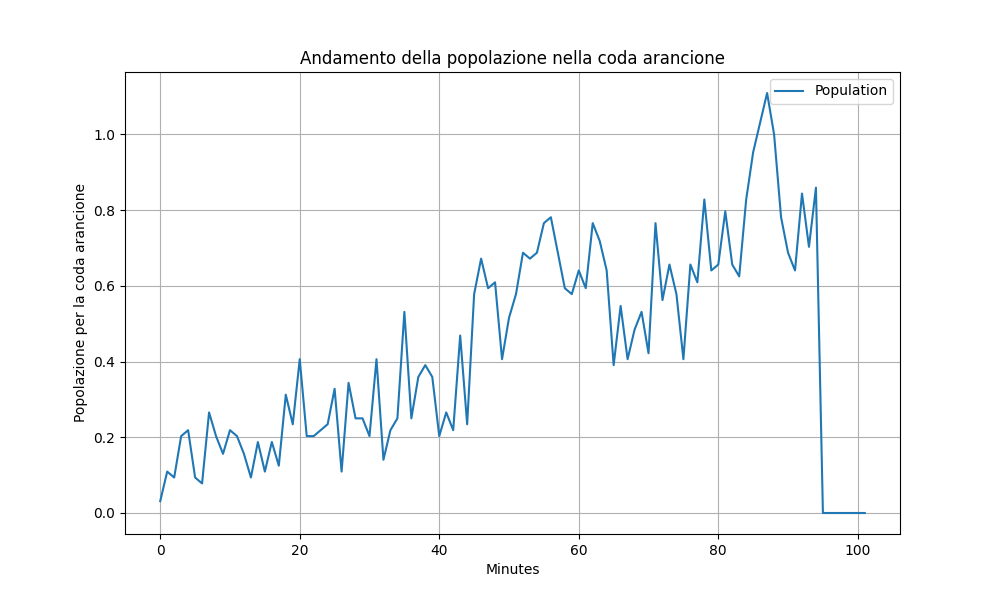 Andamento della popolazione nella coda arancione
Population
Popolazione per la coda arancione
1.0
0.8
0.6
0.4
0.2
0.0
0 20 40 60 80 100
Minutes